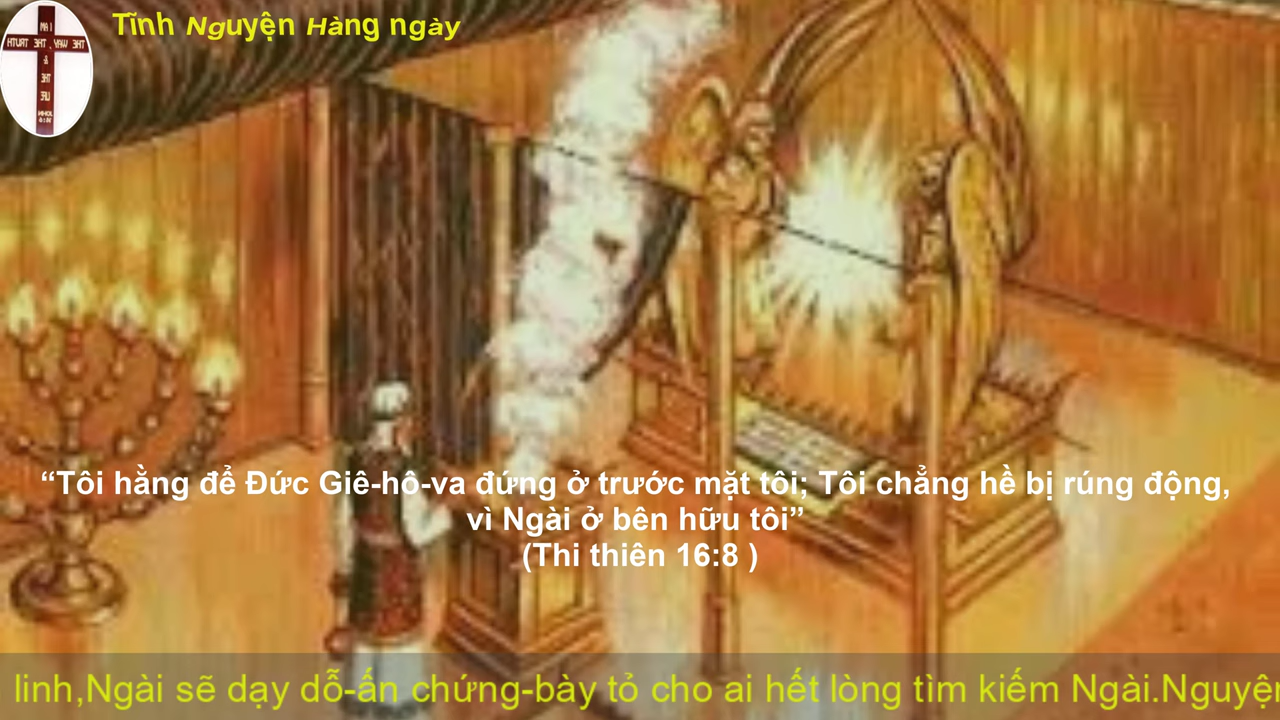 Tĩnh Nguyện Hàng ngày
“Tôi hằng để Đức Giê-hô-va đứng ở trước mặt tôi; Tôi chẳng hề bị rúng động,
vì Ngài ở bên hữu tôi”
(Thi thiên 16:8 )
linh,Ngài sẽ dạy dỗ-ấn chứng-bày tỏ cho ai hết lòng tìm kiếm Ngài.Nguyện